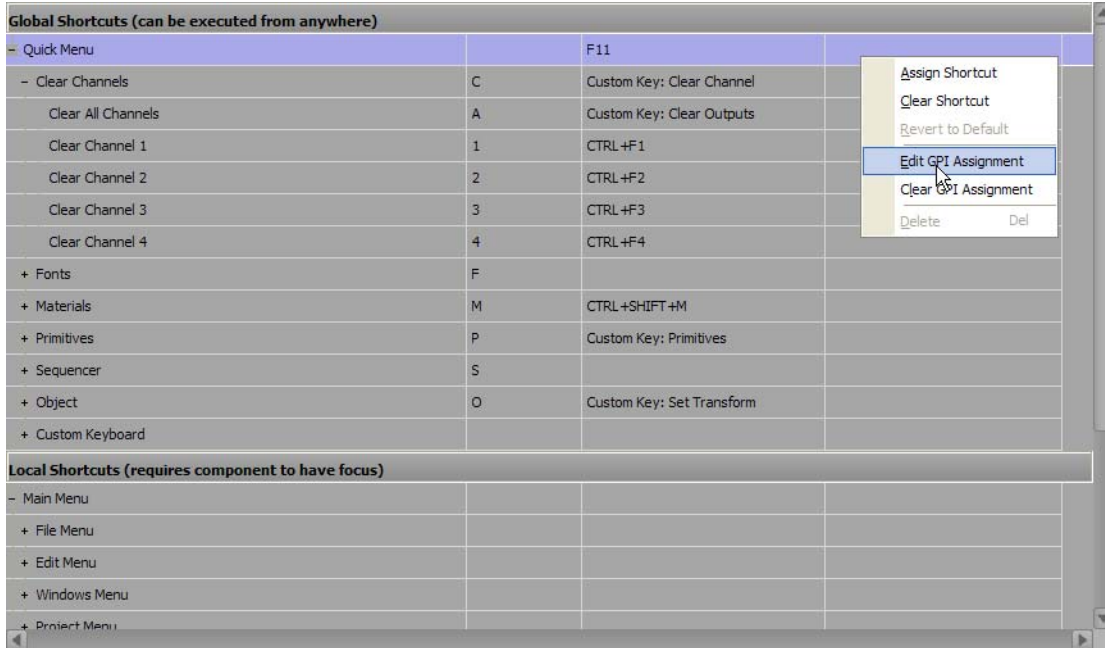 Global Shortcuts (can be executed from anywhere)
- Quick Menu F11
- Clear Channels C Custom Key: Clear Channel
Clear All Channels A Custom Key: Clear Outputs
Clear Channel 1 1 CTRL+F1
Clear Channel 2 2 CTRL+F2
Clear Channel 3 3 CTRL+F3
Clear Channel 4 4 CTRL+F4
+ Fonts F
+ Materials M CTRL+SHIFT+M
+ Primitives P Custom Key: Primitives
+ Sequencer S
+ Object O Custom Key: Set Transform
+ Custom Keyboard
Local Shortcuts (requires component to have focus)
- Main Menu
+ File Menu
+ Edit Menu
+ Windows Menu
+ Project Menu
Assign Shortcut
Clear Shortcut
Revert to Default
Edit GPI Assignment
Clear GPI Assignment
Delete Del